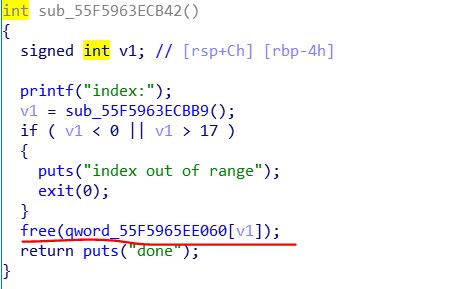 int sub_55F5963ECB42()
{
signed int v1; // [rsp+Ch] [rbp-4h]
printf("index:");
v1 = sub_55F5963ECBB9();
if ( v1 < 0 || v1 > 17 )
{
puts("index out of range");
exit(0);
}
free(qword_55F5965EE060[v1]);
return puts("done");
}